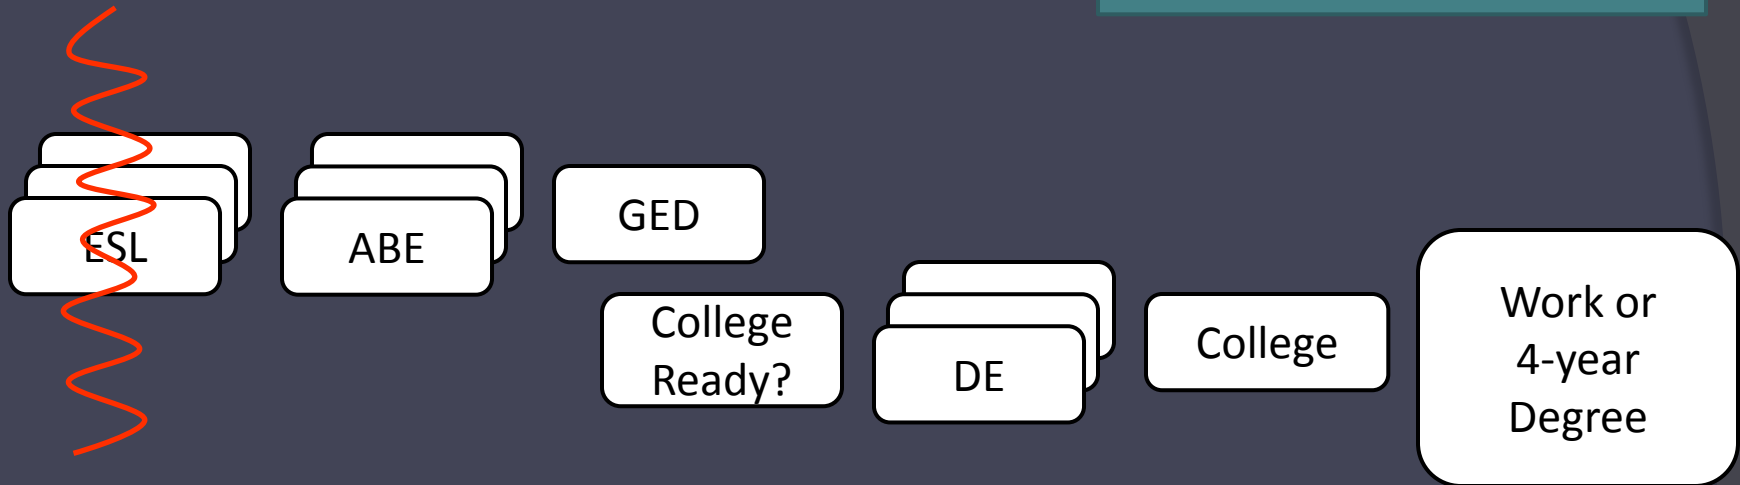 ESL
ABE
GED
College
Ready?
DE
College
Work or
4-year
Degree